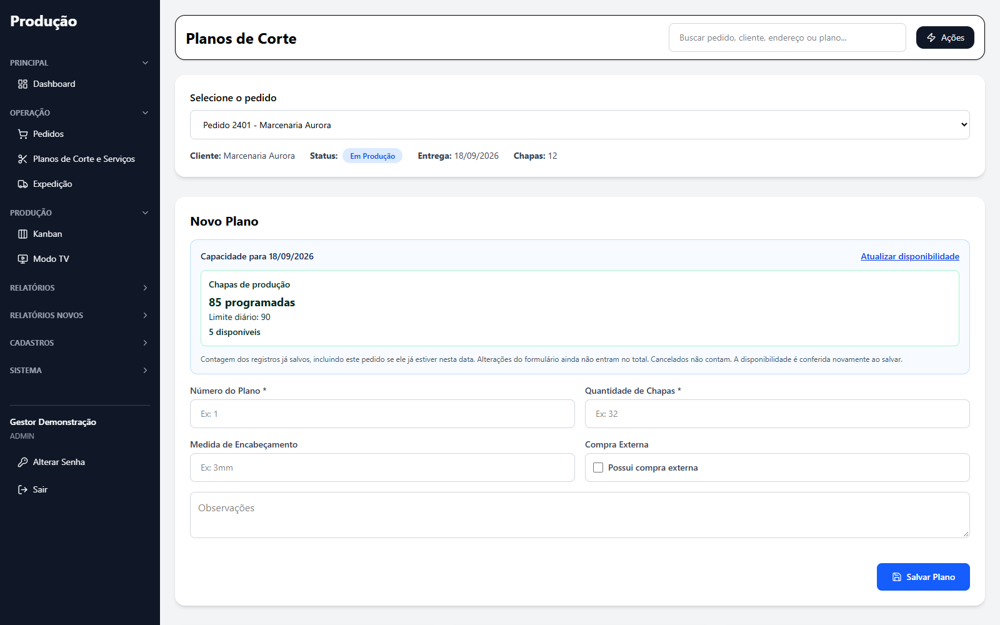 Produção
PRINCIPAL
Dashboard
OPERAÇÃO
Pedidos
Planos de Corte e Serviços
Expedição
PRODUÇÃO
Kanban
Modo TV
RELATÓRIOS
RELATÓRIOS NOVOS
CADASTROS
SISTEMA
Gestor Demonstração
ADMIN
Alterar Senha
Sair
Planos de Corte
Buscar pedido, cliente, endereço ou plano...
Ações
Selecione o pedido
Pedido 2401 - Marcenaria Aurora
Cliente: Marcenaria Aurora Status: Em Produção Entrega: 18/09/2026 Chapas: 12
Novo Plano
Capacidade para 18/09/2026 Atualizar disponibilidade
Chapas de produção
85 programadas
Limite diário: 90
5 disponíveis
Contagem dos registros já salvos, incluindo este pedido se ele já estiver nesta data. Alterações do formulário ainda não entram no total. Cancelados não contam. A disponibilidade é conferida novamente ao salvar.
Número do Plano * Quantidade de Chapas *
Ex: 1 Ex: 32
Medida de Encabeçamento Compra Externa
Ex: 3mm Possui compra externa
Observações
Salvar Plano